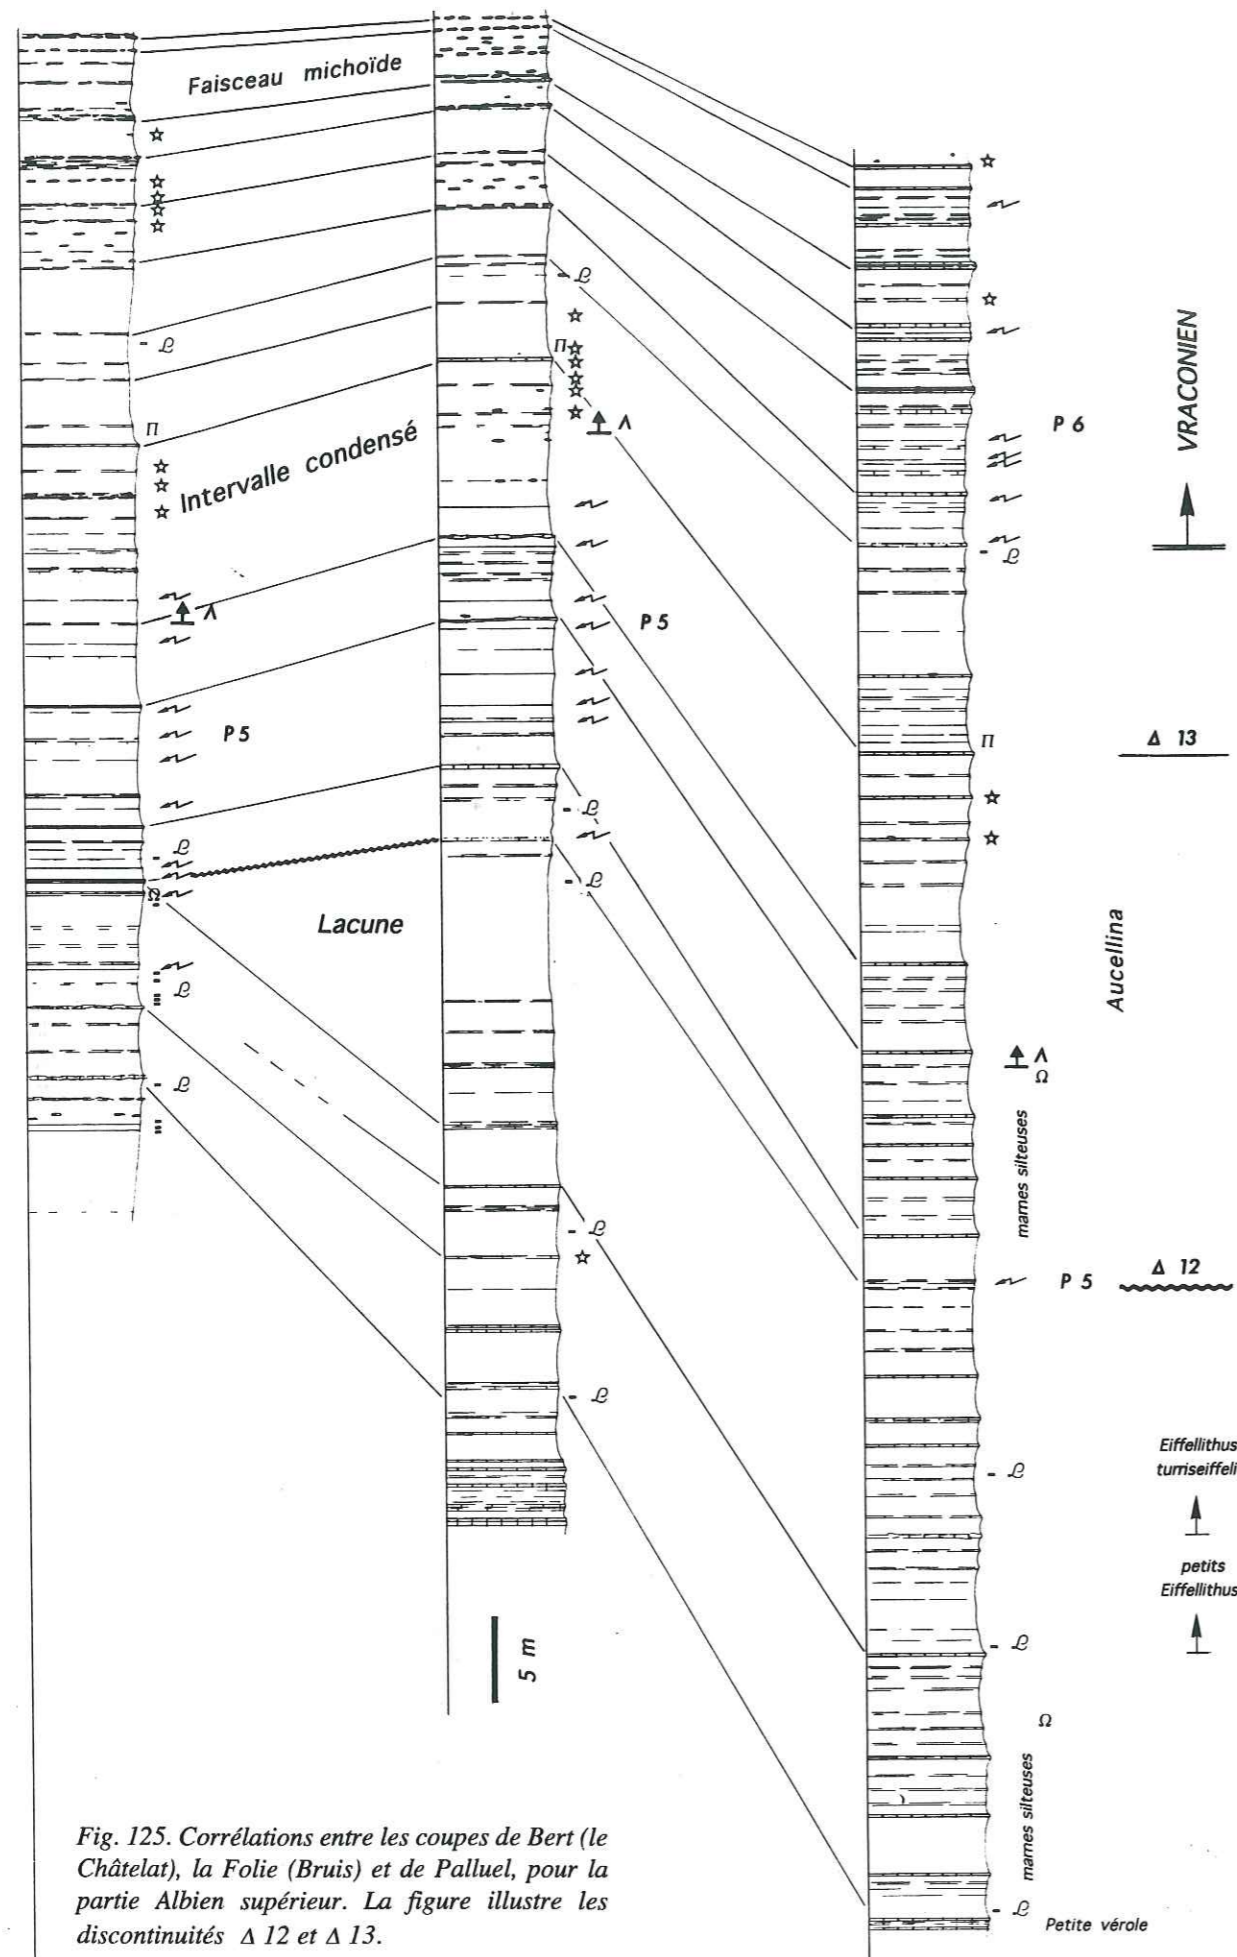 Faisceau michoïde
☆
☆
☆
☆
☆
- ℒ
Π
☆
☆
☆
Intervalle condensé
Λ
P 5
- ℒ
Ω
Lacune
ℒ
- ℒ
- ℒ
☆
Π ☆
☆
☆
☆
☆
Λ
P 5
- ℒ
- ℒ
- ℒ
☆
- ℒ
5 m
☆
☆
P 6
VRACONIEN
- ℒ
Π
Δ 13
☆
☆
Aucellina
Λ
Ω
marnes silteuses
P 5
Δ 12
Eiffellithus
turriseiffeli
- ℒ
petits
Eiffellithus
- ℒ
Ω
marnes silteuses
- ℒ
Petite vérole
Fig. 125. Corrélations entre les coupes de Bert (le
Châtelat), la Folie (Bruis) et de Palluel, pour la
partie Albien supérieur. La figure illustre les
discontinuités Δ 12 et Δ 13.